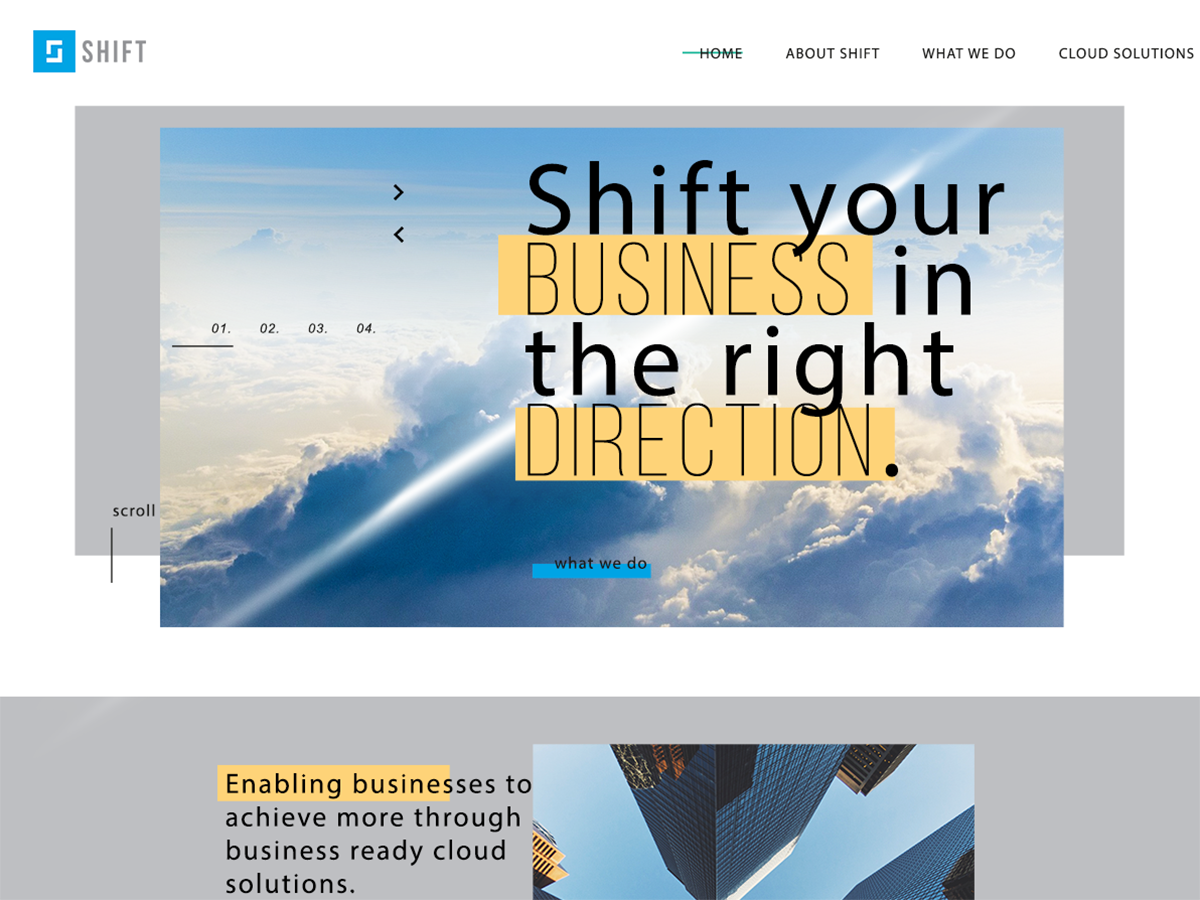 SHIFT
HOME ABOUT SHIFT WHAT WE DO CLOUD SOLUTIONS
Shift your
BUSINESS in
the right
DIRECTION.
01. 02. 03. 04.
scroll
what we do
Enabling businesses to
achieve more through
business ready cloud
solutions.